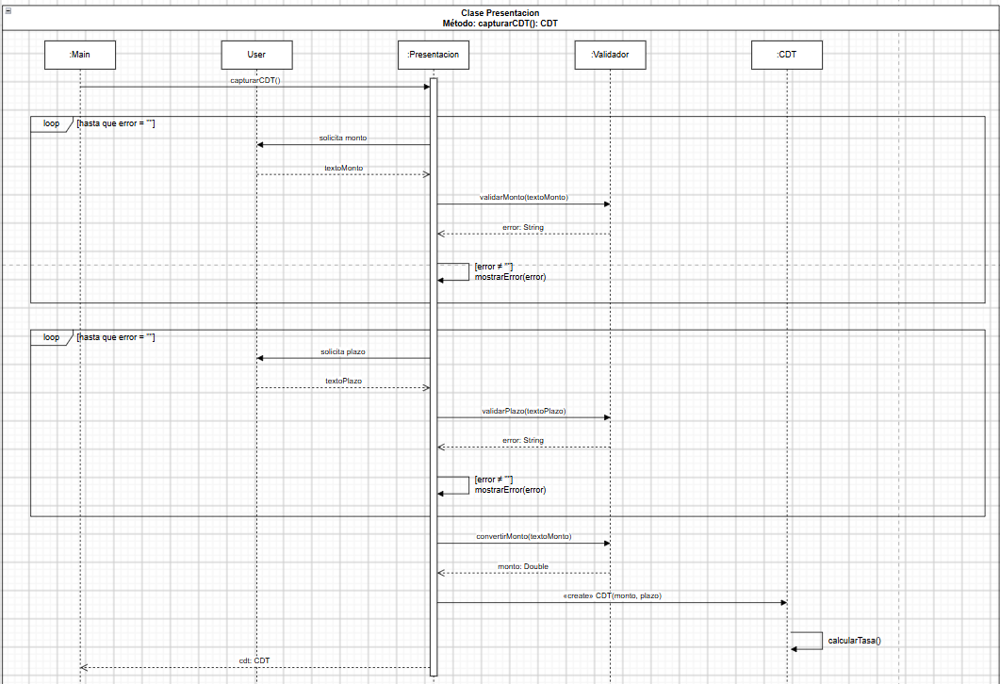 Clase Presentacion
Método: capturarCDT(): CDT
:Main
User
:Presentacion
:Validador
:CDT
capturarCDT()
loop
[hasta que error = ""]
solicita monto
textoMonto
validarMonto(textoMonto)
error: String
[error ≠ ""]
mostrarError(error)
loop
[hasta que error = ""]
solicita plazo
textoPlazo
validarPlazo(textoPlazo)
error: String
[error ≠ ""]
mostrarError(error)
convertirMonto(textoMonto)
monto: Double
«create» CDT(monto, plazo)
calcularTasa()
cdt: CDT